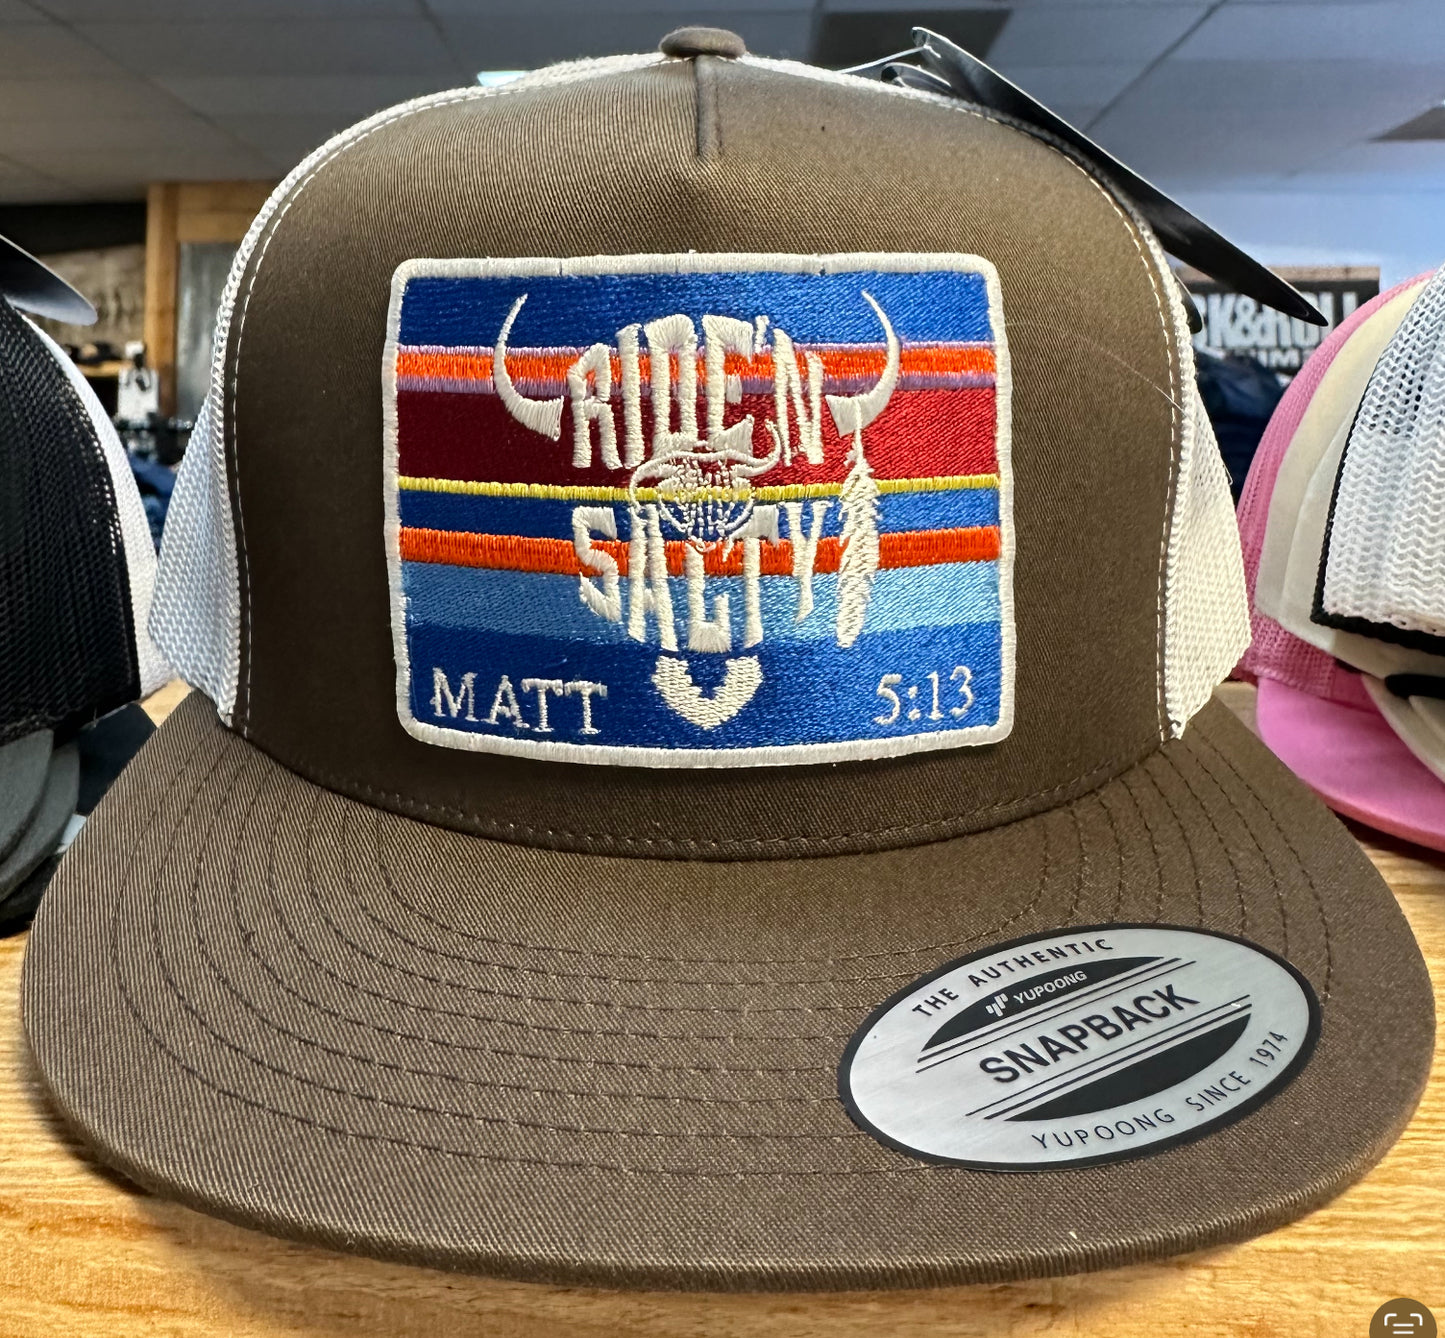 RIDE'N
SALTY
MATT 5:13
THE AUTHENTIC
YUPOONG
SNAPBACK
YUPOONG SINCE 1974